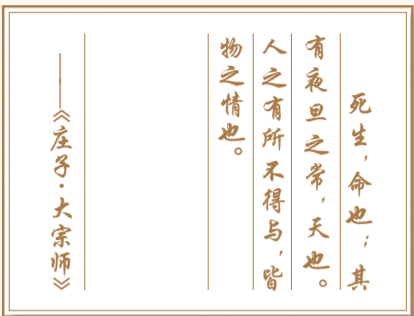 死生，命也；其
有夜旦之常，天也。
人之有所不得与，皆
物之情也。
——《庄子·大宗师》